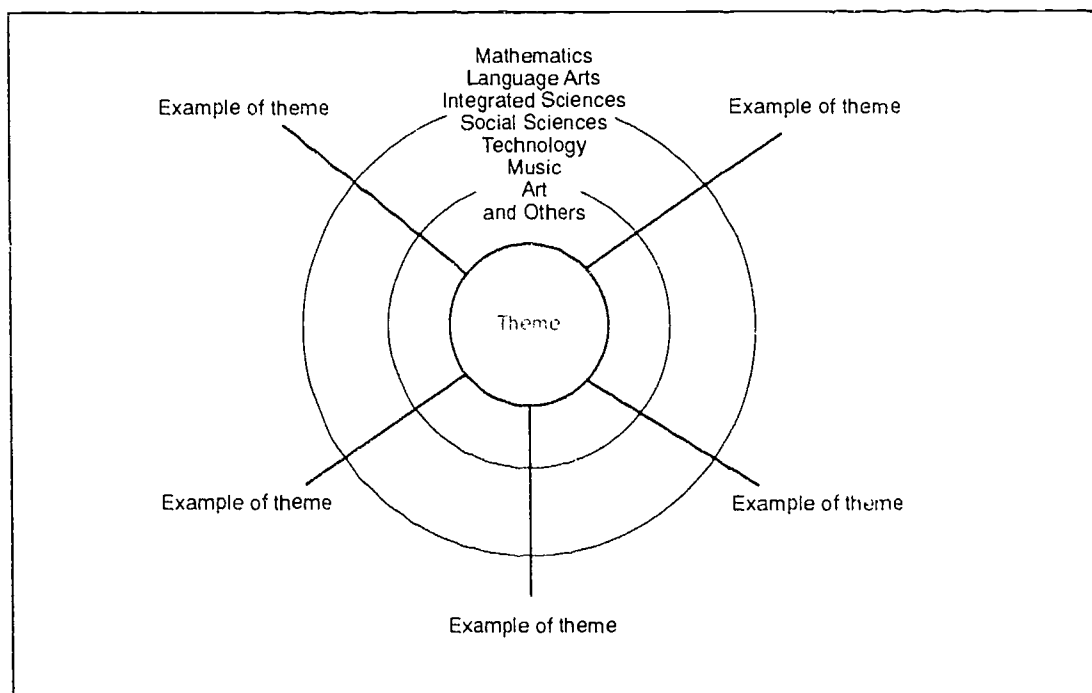 Mathematics
Language Arts
Integrated Sciences
Social Sciences
Technology
Music
Art
and Others
Example of theme
Example of theme
Theme
Example of theme
Example of theme
Example of theme